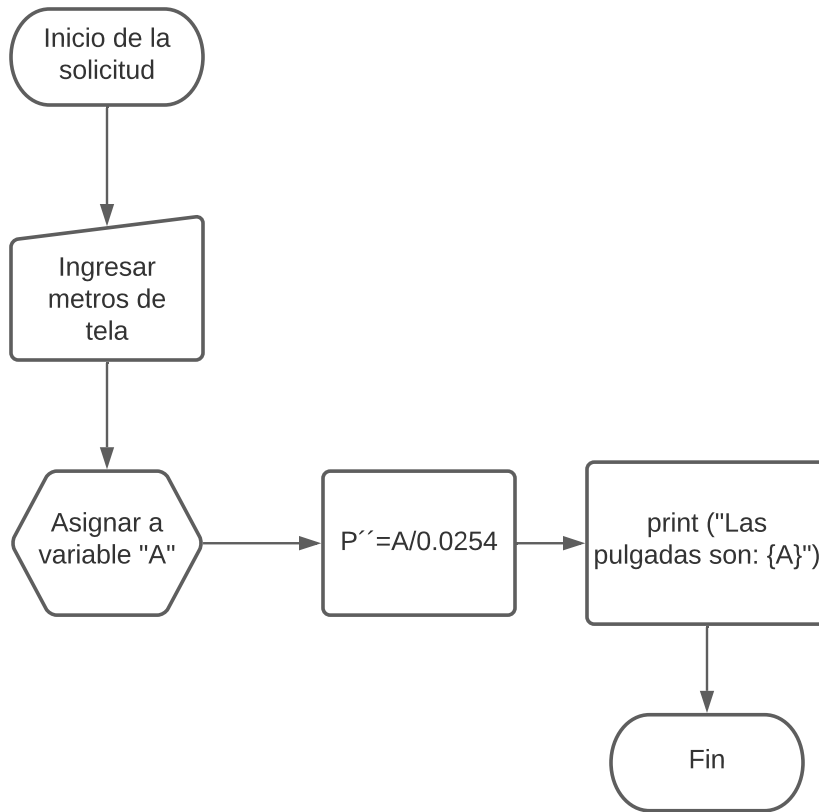 Inicio de la
solicitud
Ingresar
metros de
tela
Asignar a
variable "A"
P´´=A/0.0254
print ("Las
pulgadas son: {A}")
Fin